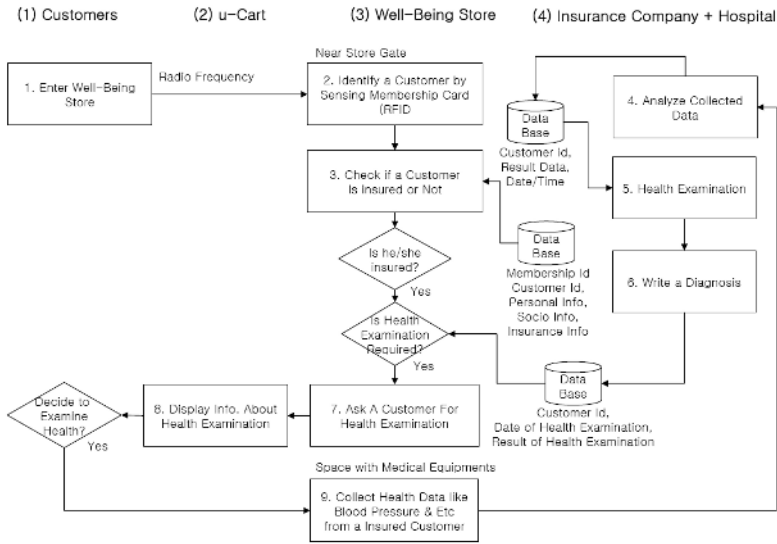 (1) Customers (2) u-Cart (3) Well-Being Store (4) Insurance Company + Hospital
Near Store Gate
1. Enter Well-Being
Store
Radio Frequency
2. Identify a Customer by
Sensing Membership Card
(RFID
Data
Base
Customer Id,
Result Data,
Date/Time
4. Analyze Collected
Data
3. Check if a Customer
Is Insured or Not
5. Health Examination
Is he/she
insured?
Yes
Data
Base
Membership Id
Customer Id,
Personal Info,
Socio Info,
Insurance Info
6. Write a Diagnosis
Is Health
Examination
Required?
Yes
Data
Base
Customer Id,
Date of Health Examination,
Result of Health Examination
Decide to
Examine
Health?
Yes
8. Display Info. About
Health Examination
7. Ask A Customer For
Health Examination
Space with Medical Equipments
9. Collect Health Data like
Blood Pressure & Etc
from a Insured Customer